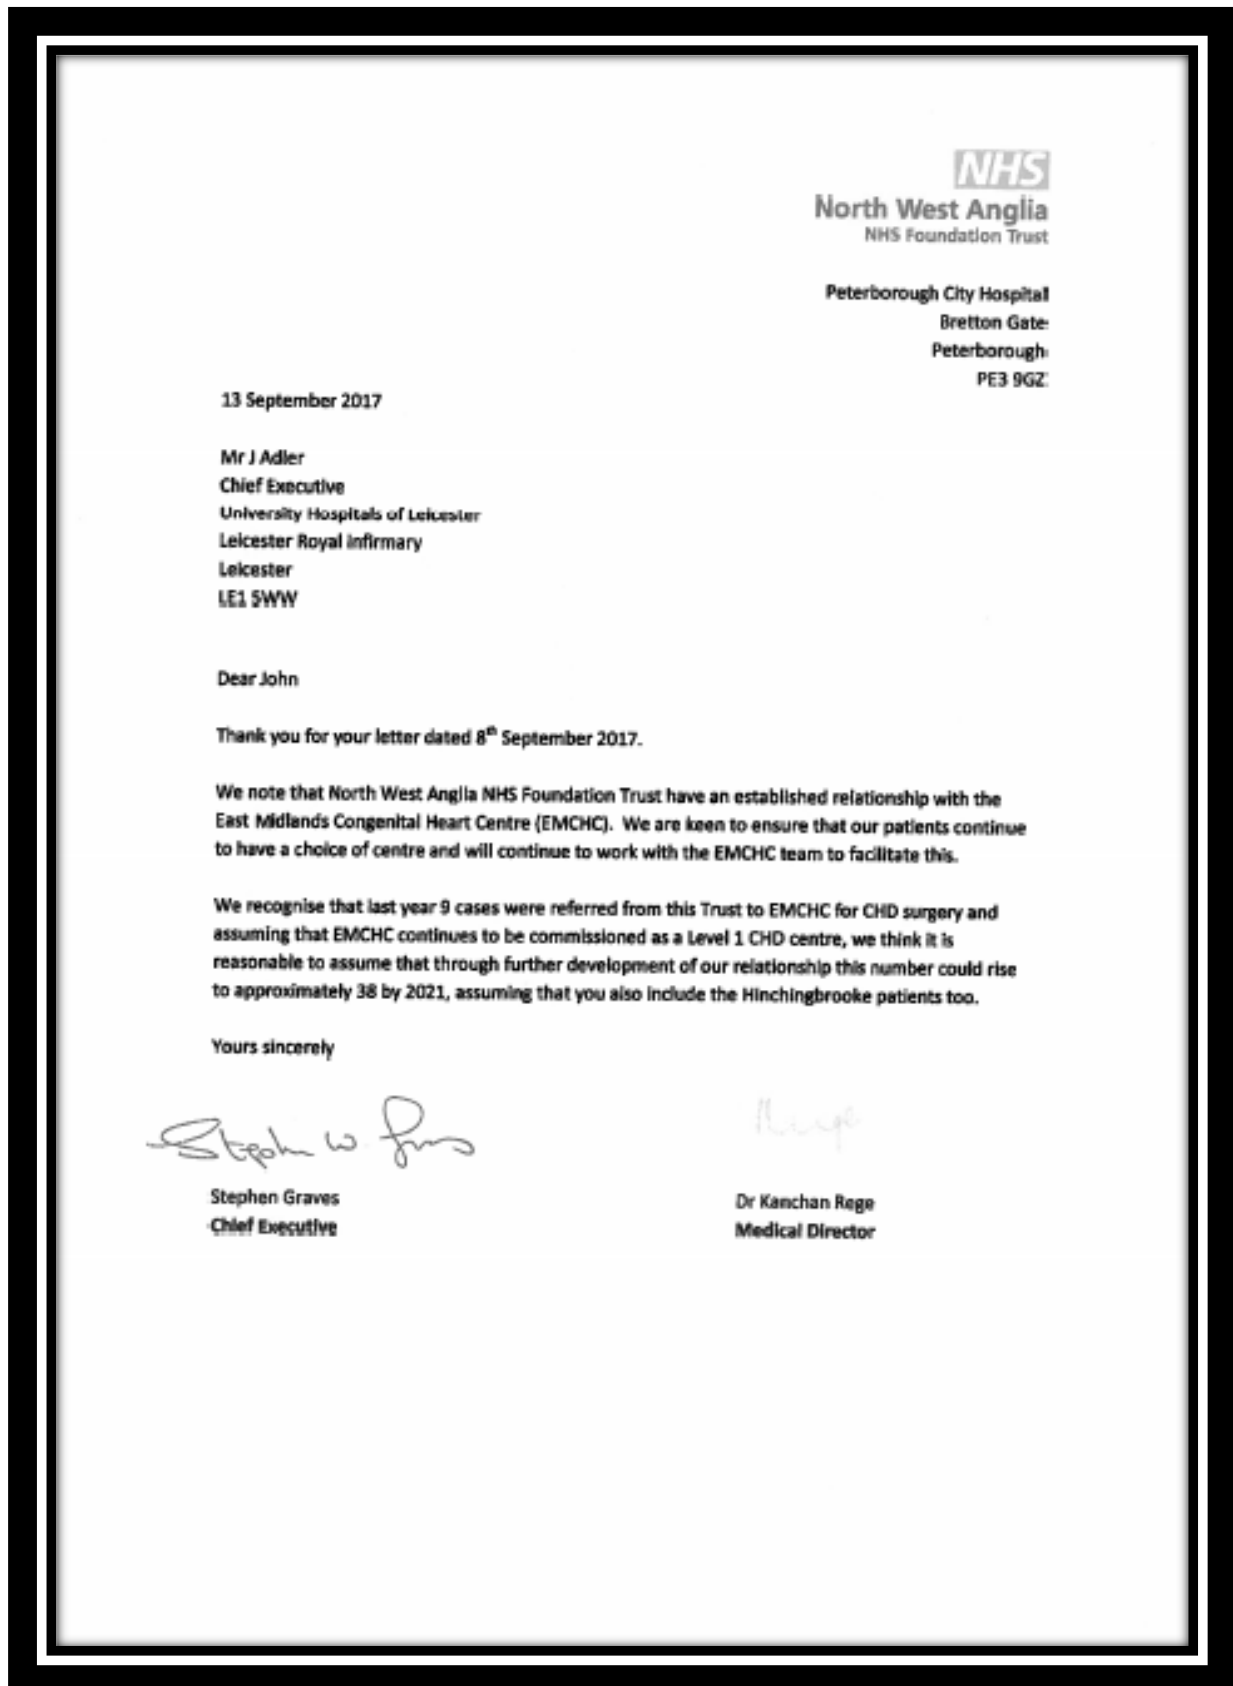 NHS
North West Anglia
NHS Foundation Trust
Peterborough City Hospital
Bretton Gate
Peterborough
PE3 9GZ
13 September 2017
Mr J Adler
Chief Executive
University Hospitals of Leicester
Leicester Royal Infirmary
Leicester
LE1 5WW
Dear John
Thank you for your letter dated 8th September 2017.
We note that North West Anglia NHS Foundation Trust have an established relationship with the
East Midlands Congenital Heart Centre (EMCHC). We are keen to ensure that our patients continue
to have a choice of centre and will continue to work with the EMCHC team to facilitate this.
We recognise that last year 9 cases were referred from this Trust to EMCHC for CHD surgery and
assuming that EMCHC continues to be commissioned as a Level 1 CHD centre, we think it is
reasonable to assume that through further development of our relationship this number could rise
to approximately 38 by 2021, assuming that you also include the Hinchingbrooke patients too.
Yours sincerely
Stephen W
Stephen Graves
Chief Executive
Dr Kanchan Rege
Medical Director